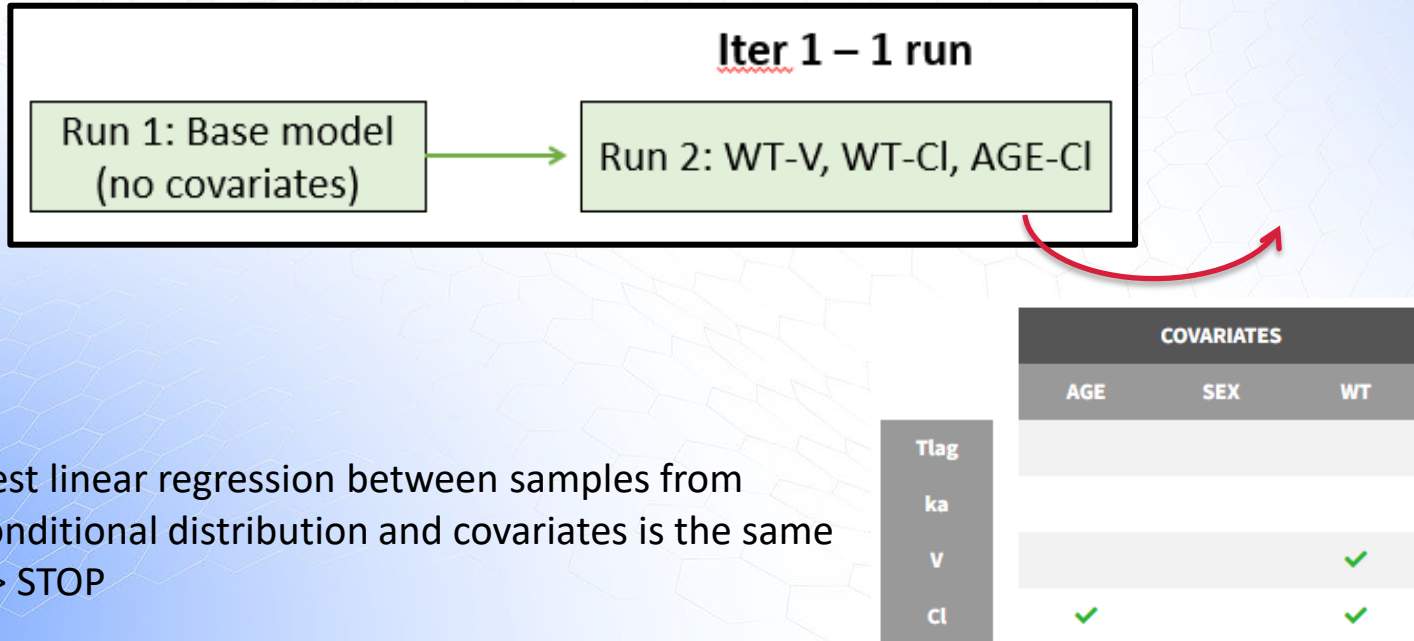 Iter 1 – 1 run
Run 1: Base model
(no covariates)
Run 2: WT-V, WT-Cl, AGE-Cl
COVARIATES
AGE SEX WT
Tlag
ka
V ✓
Cl ✓ ✓
est linear regression between samples from
onditional distribution and covariates is the same
> STOP